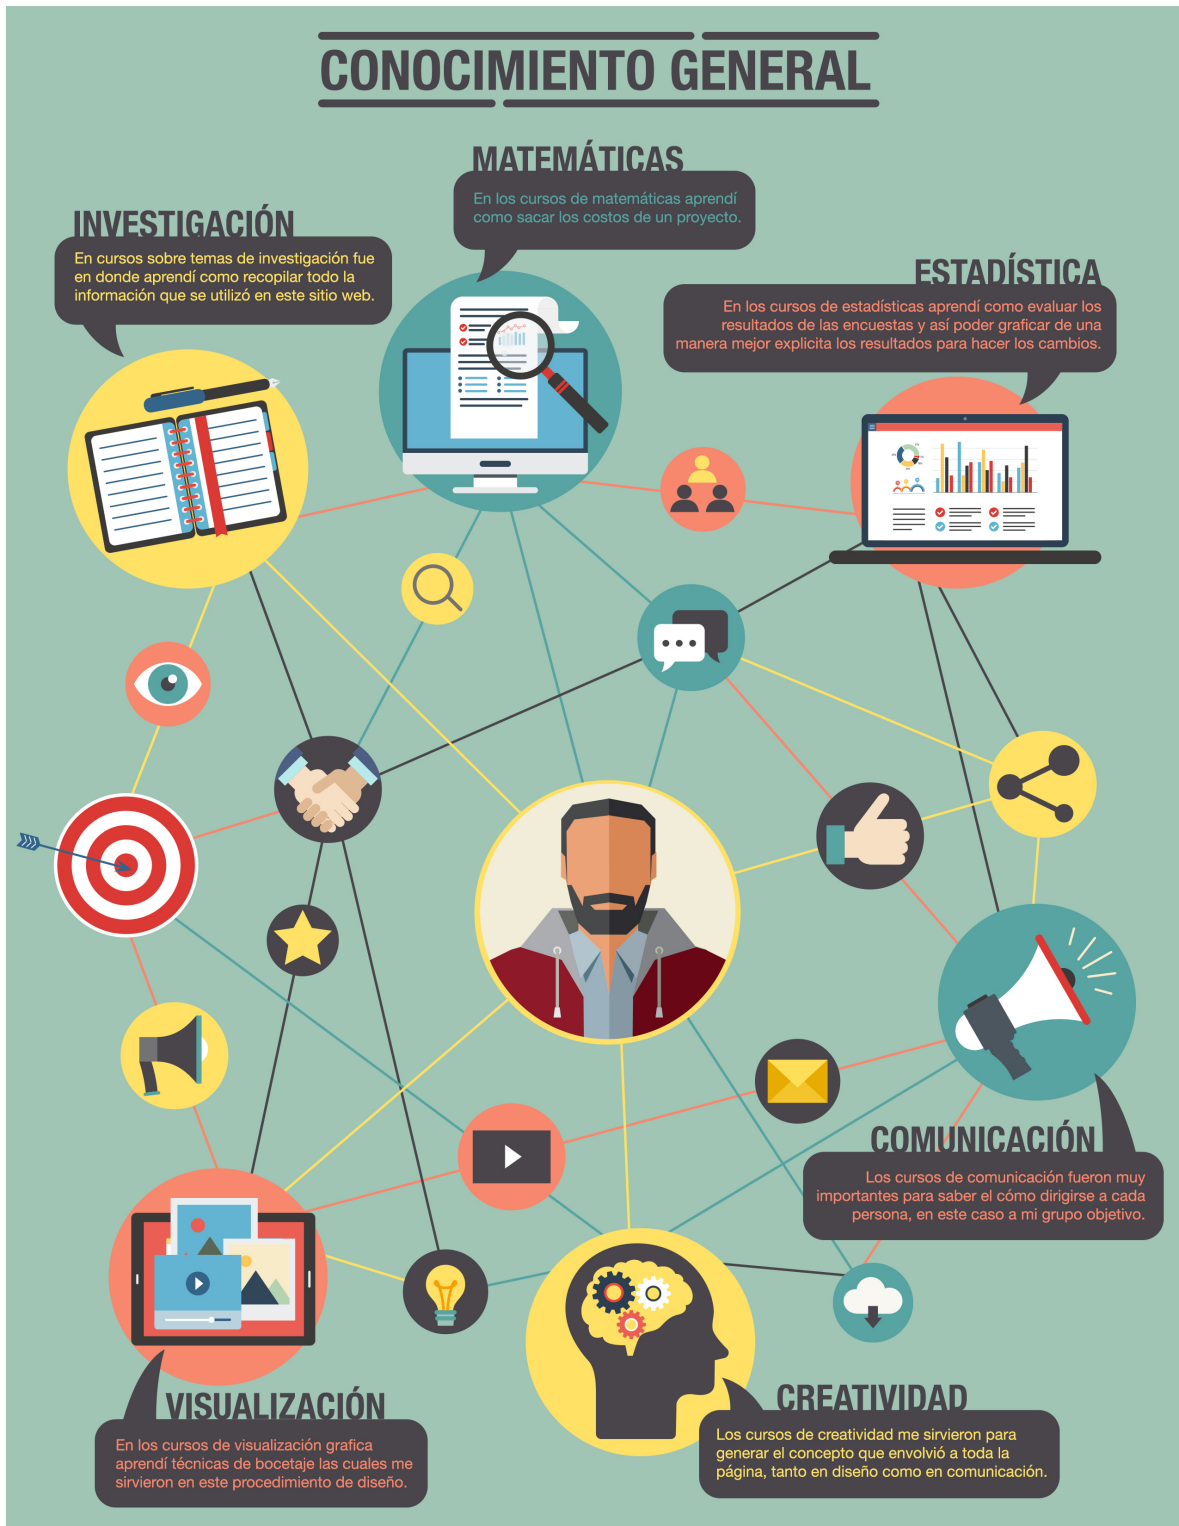 CONOCIMIENTO GENERAL
MATEMÁTICAS
En los cursos de matemáticas aprendí
como sacar los costos de un proyecto.
INVESTIGACIÓN
En cursos sobre temas de investigación fue
en donde aprendí como recopilar todo la
información que se utilizó en este sitio web.
ESTADÍSTICA
En los cursos de estadísticas aprendí como evaluar los
resultados de las encuestas y así poder graficar de una
manera mejor explicita los resultados para hacer los cambios.
COMUNICACIÓN
Los cursos de comunicación fueron muy
importantes para saber el cómo dirigirse a cada
persona, en este caso a mi grupo objetivo.
VISUALIZACIÓN
En los cursos de visualización grafica
aprendí técnicas de bocetaje las cuales me
sirvieron en este procedimiento de diseño.
CREATIVIDAD
Los cursos de creatividad me sirvieron para
generar el concepto que envolvió a toda la
página, tanto en diseño como en comunicación.